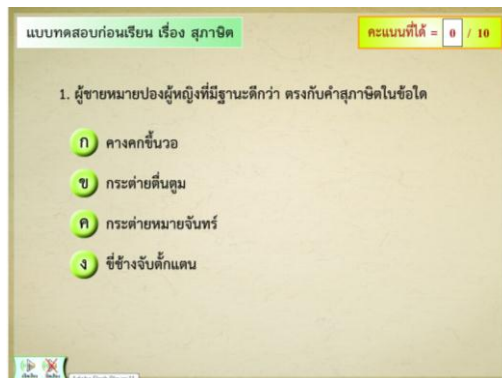 แบบทดสอบก่อนเรียน เรื่อง สุภาษิต
คะแนนที่ได้ = 0 / 10
1. ผู้ชายหมายปองผู้หญิงที่มีฐานะดีกว่า ตรงกับคำสุภาษิตในข้อใด
ก คางคกขึ้นวอ
ข กระต่ายตื่นตูม
ค กระต่ายหมายจันทร์
ง ขี่ช้างจับตั๊กแตน